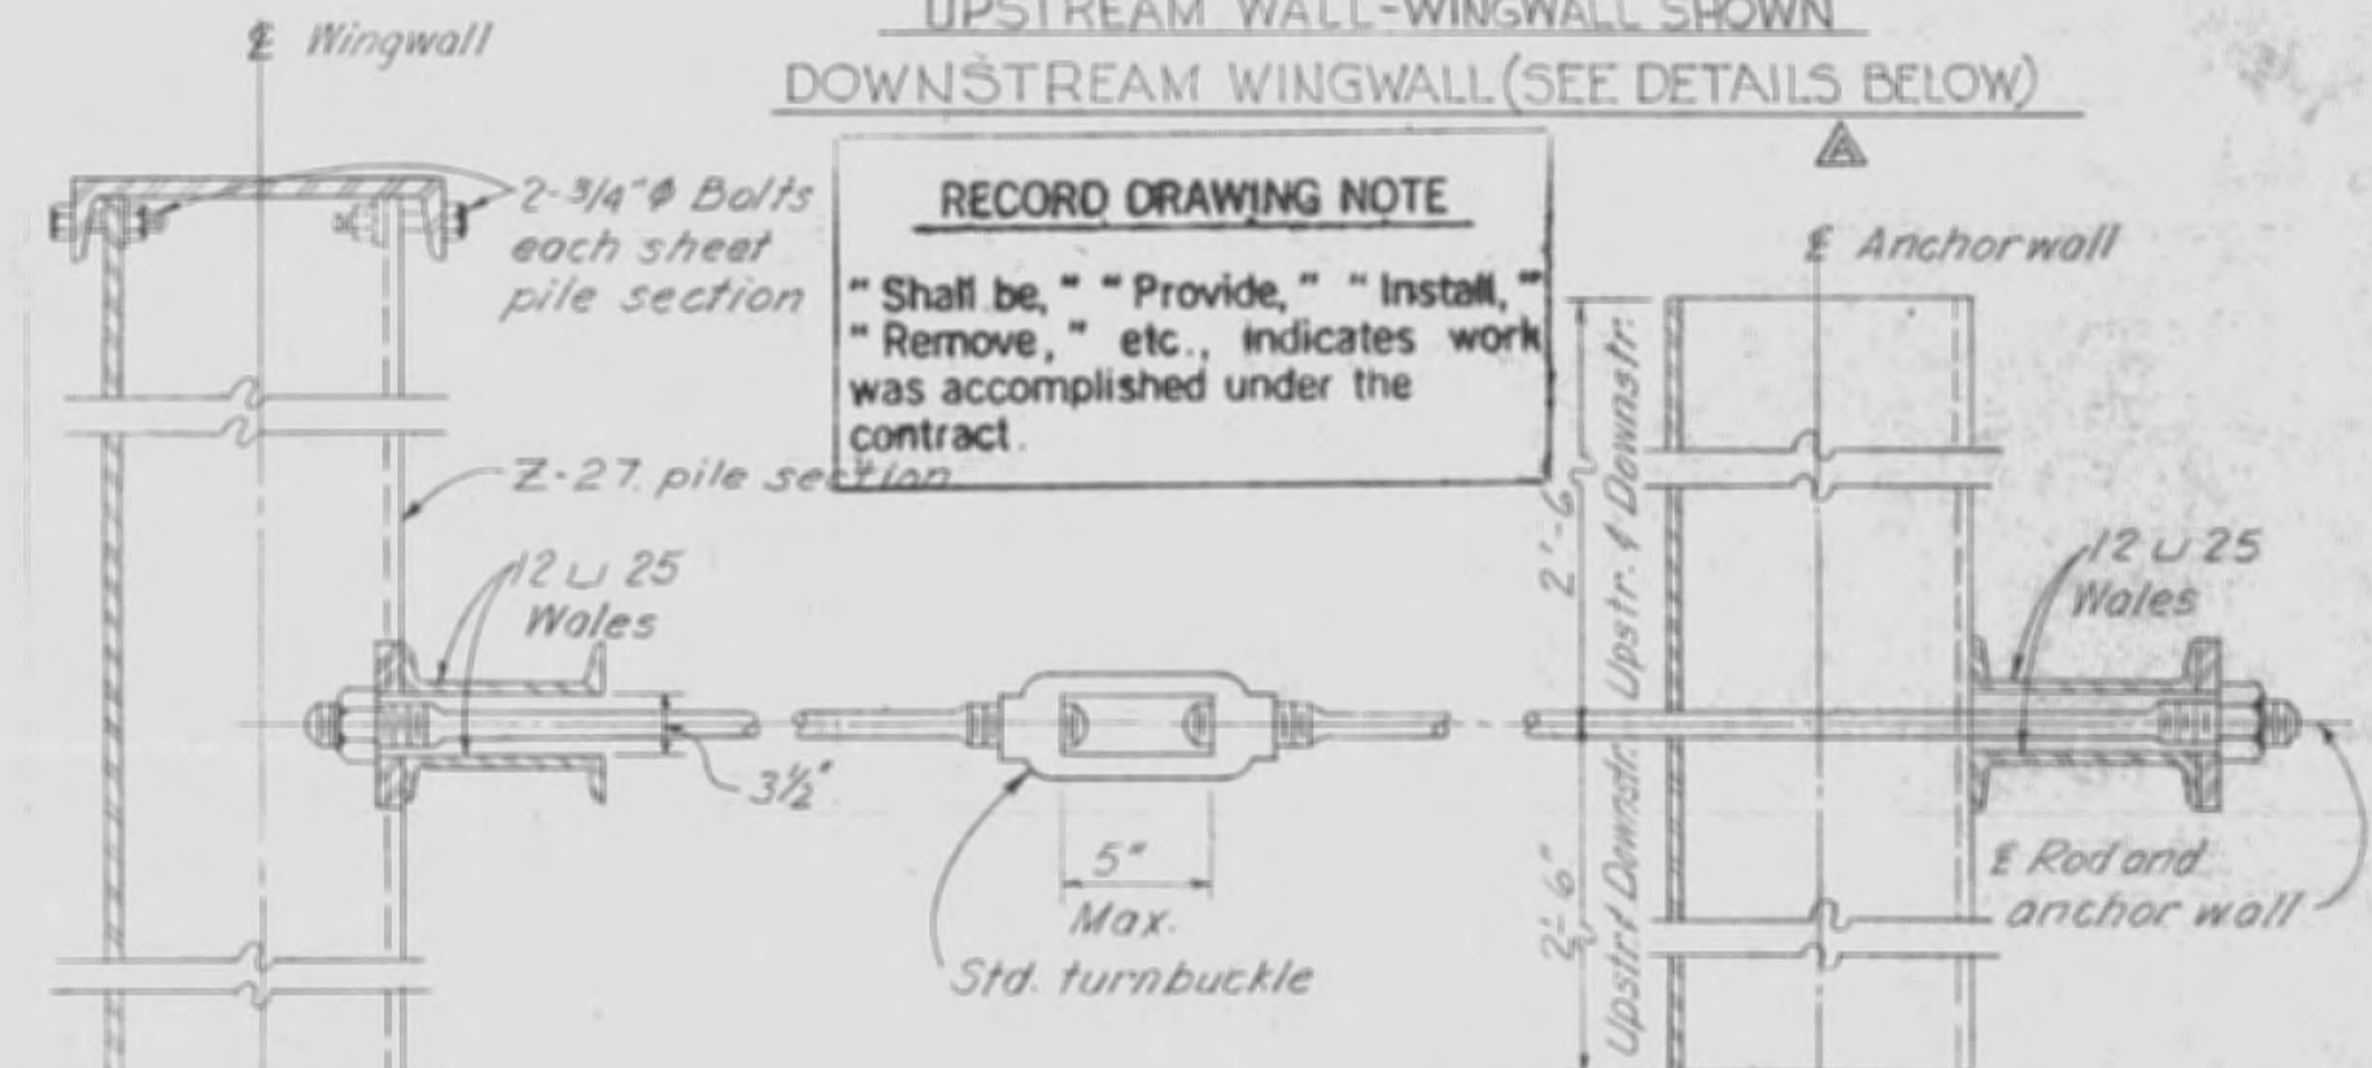 UPSTREAM WALL-WINGWALL SHOWN
DOWNSTREAM WINGWALL (SEE DETAILS BELOW)
A
℄ Wingwall
2-3/4"ϕ Bolts
each sheet
pile section
RECORD DRAWING NOTE
"Shall be," "Provide," "Install,"
"Remove," etc., indicates work
was accomplished under the
contract.
℄ Anchor wall
Z-27. pile section
12 ⊔ 25
Wales
3½"
5"
Max.
Std. turnbuckle
2'-6"
Upstr. & Downstr.
2'-6"
Upstr. & Downstr.
12 ⊔ 25
Wales
℄ Rod and
anchor wall